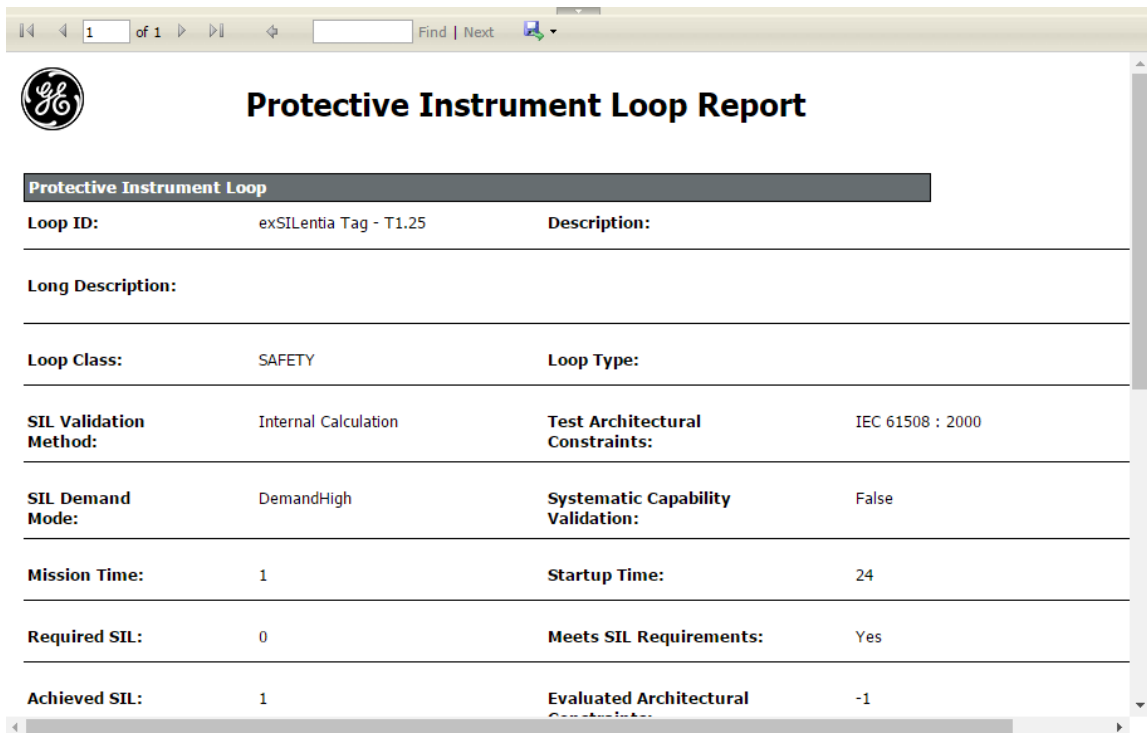 1 of 1 Find | Next
GE
Protective Instrument Loop Report
Protective Instrument Loop
Loop ID: exSILentia Tag - T1.25 Description:
Long Description:
Loop Class: SAFETY Loop Type:
SIL Validation Internal Calculation Test Architectural IEC 61508 : 2000
Method: Constraints:
SIL Demand DemandHigh Systematic Capability False
Mode: Validation:
Mission Time: 1 Startup Time: 24
Required SIL: 0 Meets SIL Requirements: Yes
Achieved SIL: 1 Evaluated Architectural -1
Constraints: